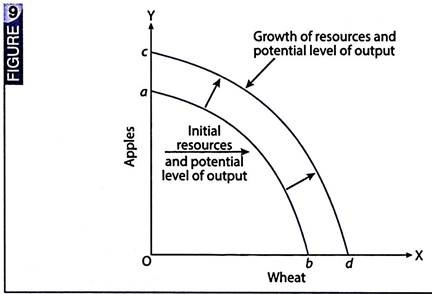 FIGURE 9
Y
Growth of resources and
potential level of output
c
a
Apples
Initial
resources
and potential
level of output
O
b
d
X
Wheat